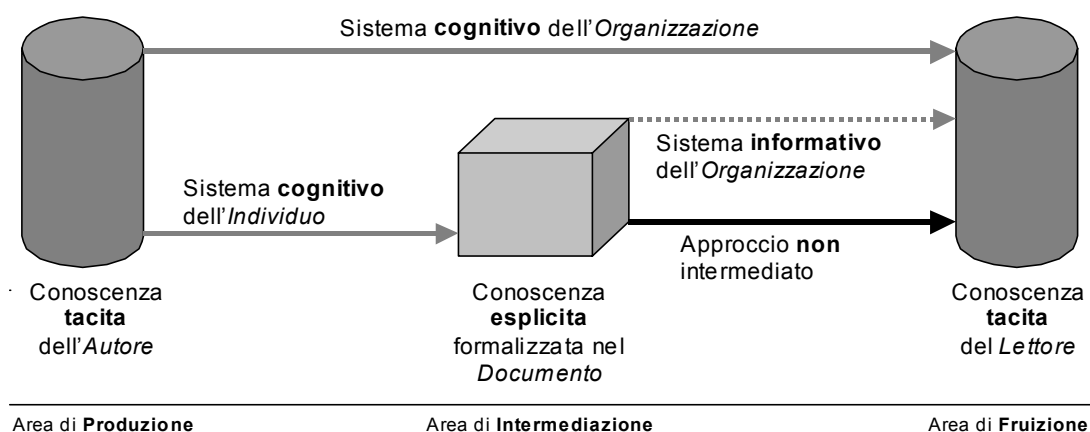 Sistema cognitivo dell'Organizzazione
Sistema informativo
dell'Organizzazione
Sistema cognitivo
dell'Individuo
Approccio non
intermediato
Conoscenza
tacita
dell'Autore
Conoscenza
esplicita
formalizzata nel
Documento
Conoscenza
tacita
del Lettore
Area di Produzione
Area di Intermediazione
Area di Fruizione